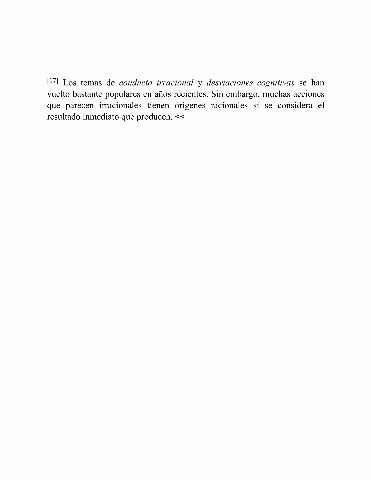 [17] Los temas de conducta irracional y desviaciones cognitivas se han
vuelto bastante populares en años recientes. Sin embargo, muchas acciones
que parecen irracionales tienen orígenes racionales si se considera el
resultado inmediato que producen. <<